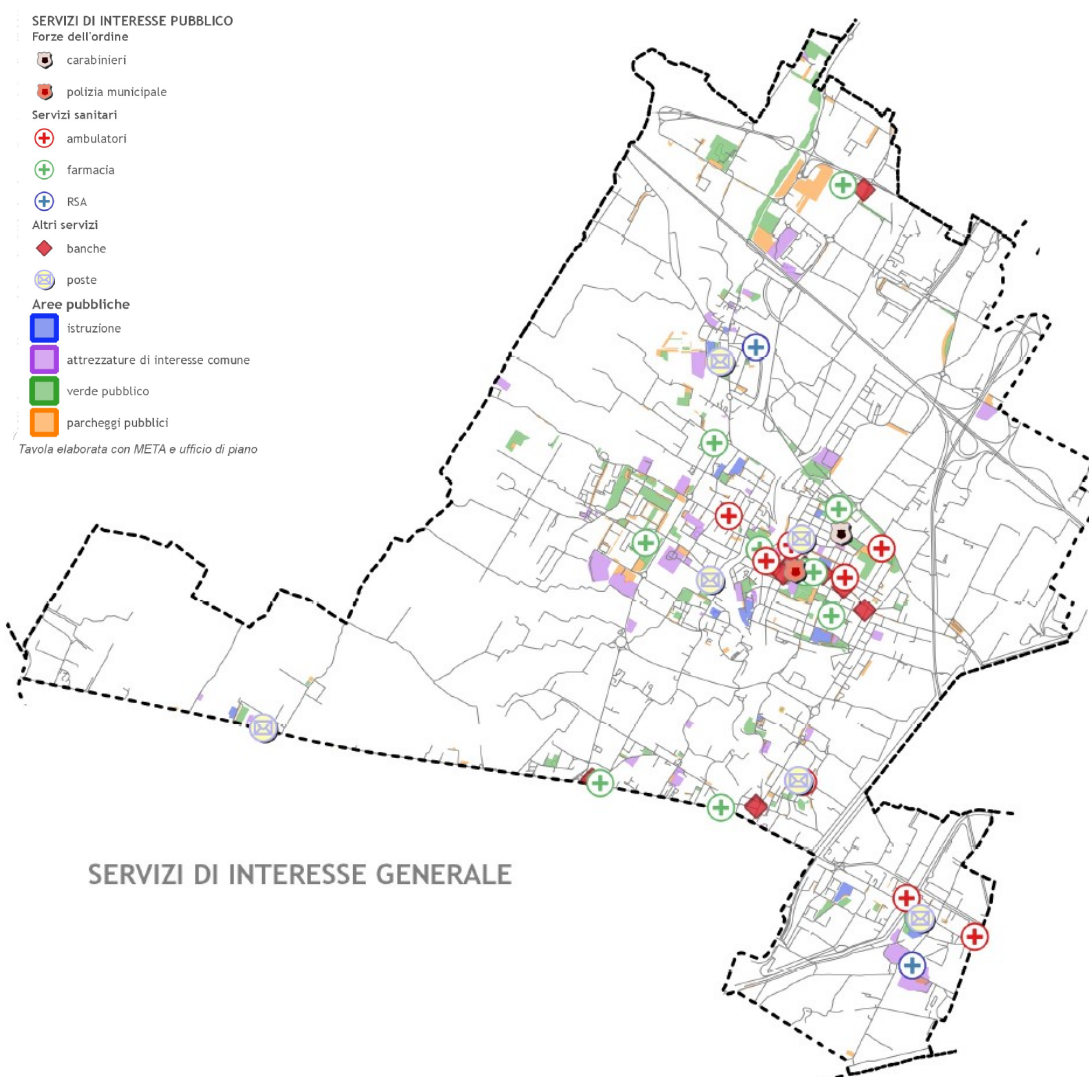 SERVIZI DI INTERESSE PUBBLICO
Forze dell'ordine
carabinieri
polizia municipale
Servizi sanitari
ambulatori
farmacia
RSA
Altri servizi
banche
poste
Aree pubbliche
istruzione
attrezzature di interesse comune
verde pubblico
parcheggi pubblici
Tavola elaborata con META e ufficio di piano
SERVIZI DI INTERESSE GENERALE